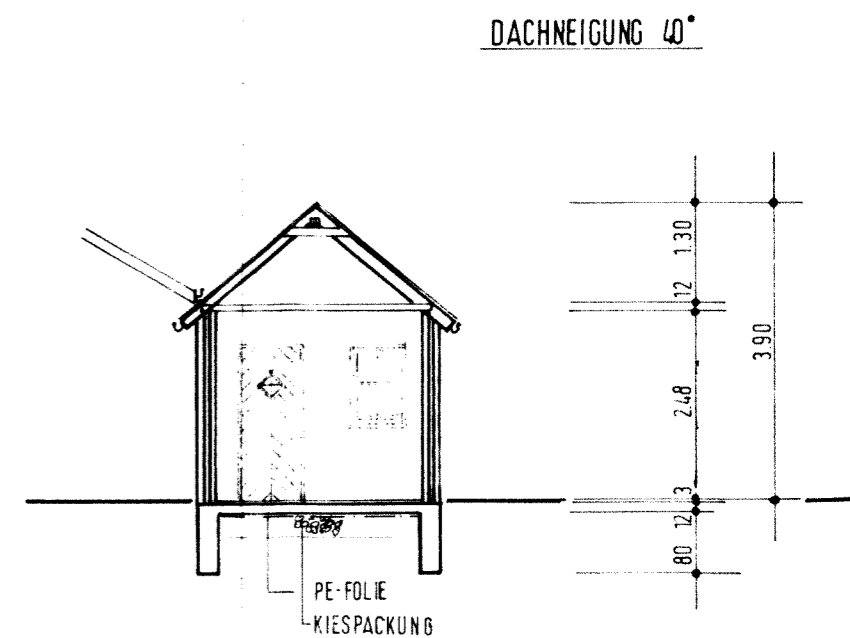 DACHNEIGUNG 40°
1.30
12
3.90
2.48
3
12
80
PE-FOLIE
KIESPACKUNG